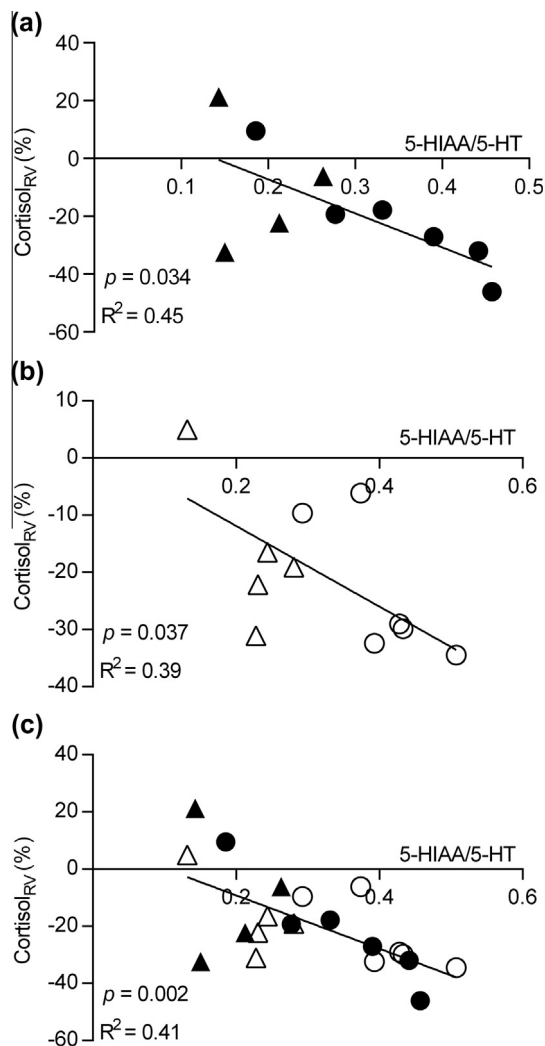 (a)
40
20
5-HIAA/5-HT
0
0.1 0.2 0.3 0.4 0.5
-20
-40
-60
Cortisol_RV (%)
p = 0.034
R² = 0.45
(b)
10
5-HIAA/5-HT
0
0.2 0.4 0.6
-10
-20
-30
-40
Cortisol_RV (%)
p = 0.037
R² = 0.39
(c)
40
20
5-HIAA/5-HT
0
0.2 0.4 0.6
-20
-40
-60
Cortisol_RV (%)
p = 0.002
R² = 0.41